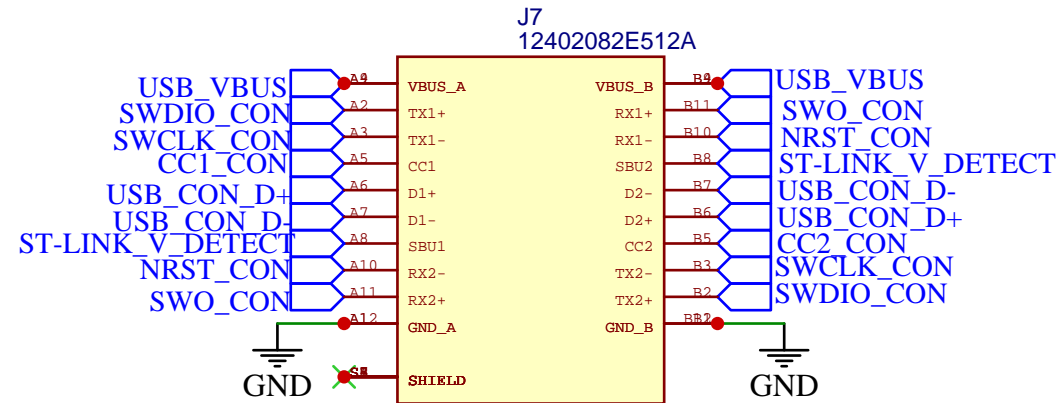 J7
12402082E512A
USB_VBUS VBUS_A VBUS_B USB_VBUS
SWDIO_CON A2 TX1+ RX1+ B11 SWO_CON
SWCLK_CON A3 TX1- RX1- B10 NRST_CON
CC1_CON A5 CC1 SBU2 B8 ST-LINK_V_DETECT
USB_CON_D+ A6 D1+ D2- B7 USB_CON_D-
USB_CON_D- A7 D1- D2+ B6 USB_CON_D+
ST-LINK_V_DETECT A8 SBU1 CC2 B5 CC2_CON
NRST_CON A10 RX2- TX2- B3 SWCLK_CON
SWO_CON A11 RX2+ TX2+ B2 SWDIO_CON
GND_A GND_B
SHIELD
GND GND